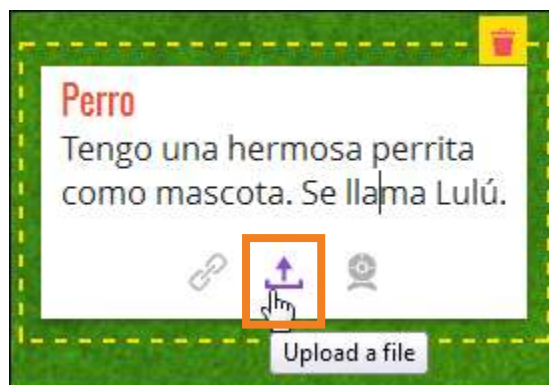 Perro
Tengo una hermosa perrita
como mascota. Se llama Lulú.
Upload a file